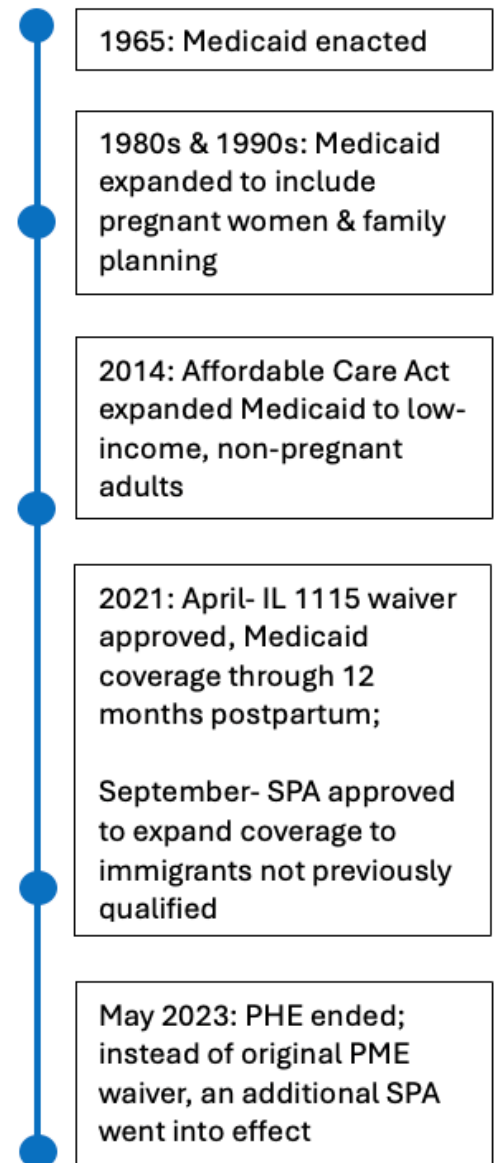 1965: Medicaid enacted
1980s & 1990s: Medicaid
expanded to include
pregnant women & family
planning
2014: Affordable Care Act
expanded Medicaid to low-
income, non-pregnant
adults
2021: April- IL 1115 waiver
approved, Medicaid
coverage through 12
months postpartum;
September- SPA approved
to expand coverage to
immigrants not previously
qualified
May 2023: PHE ended;
instead of original PME
waiver, an additional SPA
went into effect